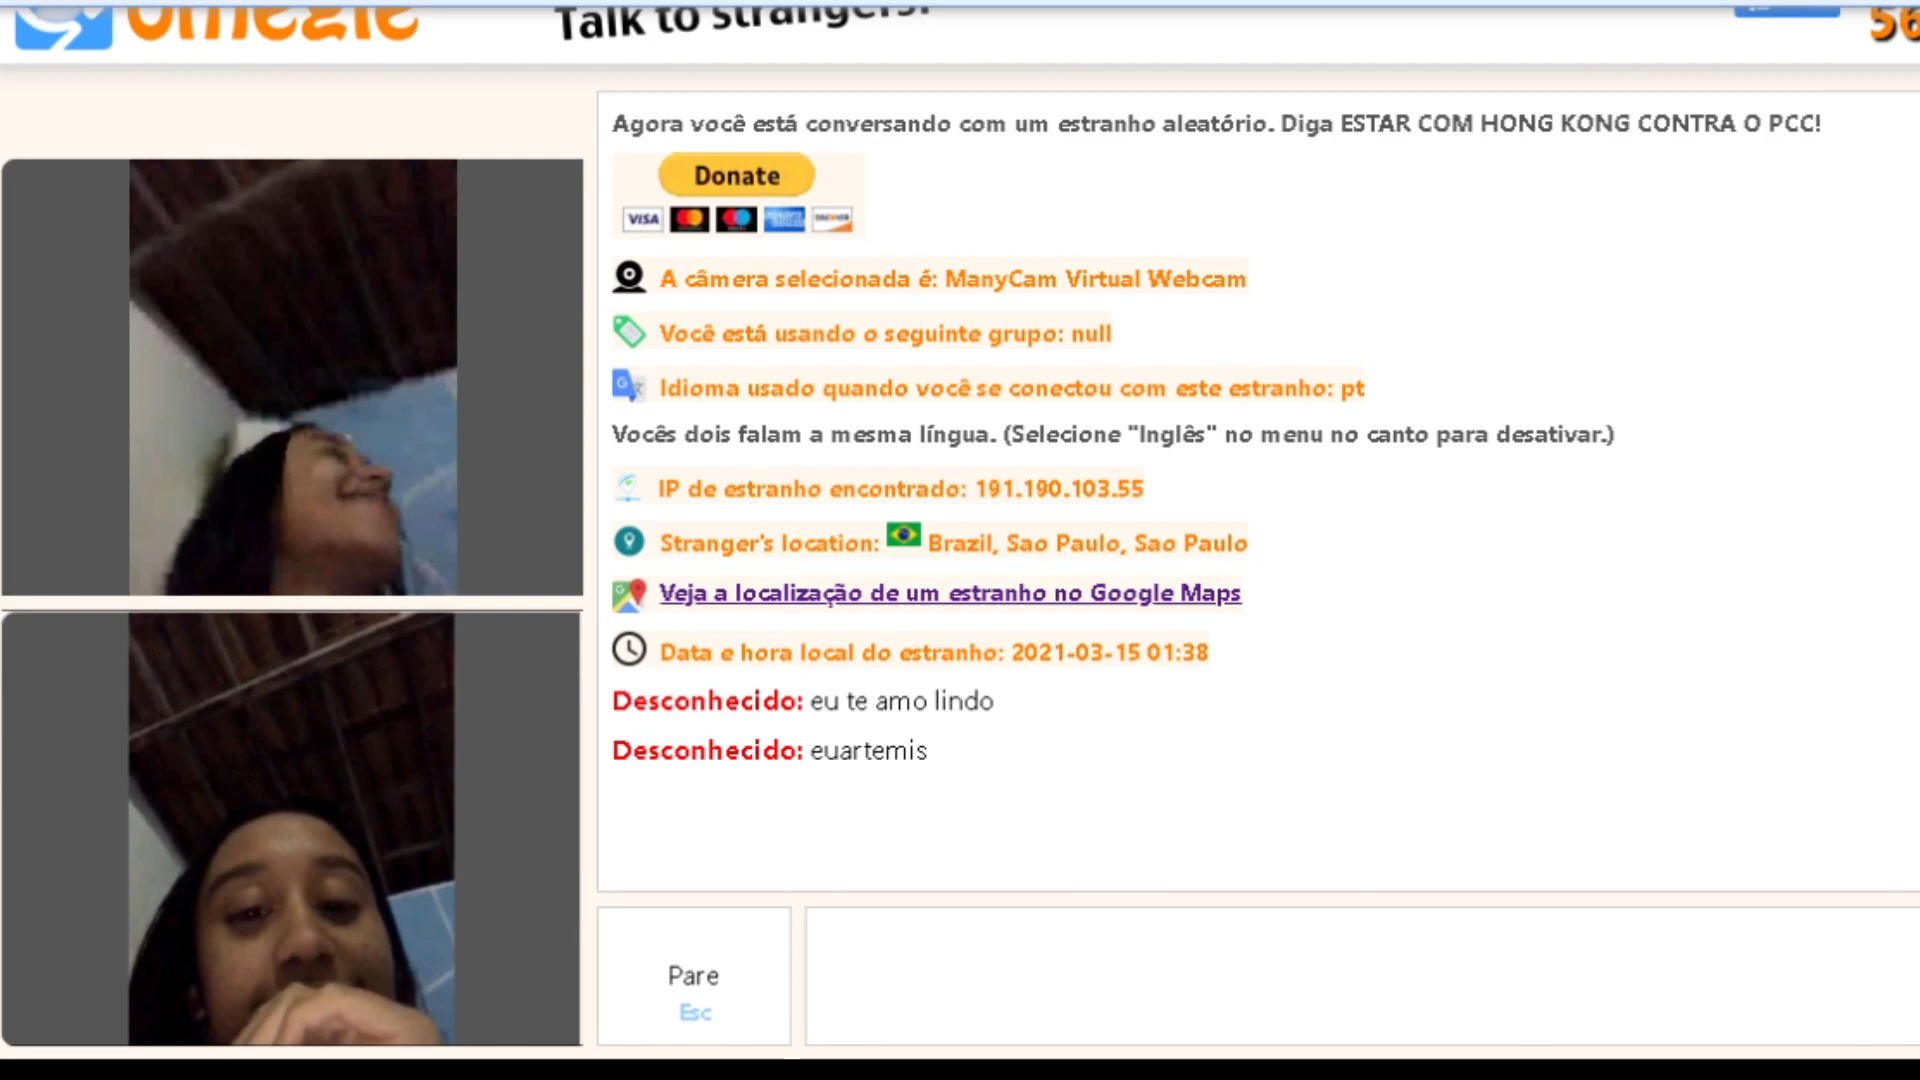 omegle
Talk to strangers!
56
Agora você está conversando com um estranho aleatório. Diga ESTAR COM HONG KONG CONTRA O PCC!
Donate
VISA
DISCOVER
A câmera selecionada é: ManyCam Virtual Webcam
Você está usando o seguinte grupo: null
Idioma usado quando você se conectou com este estranho: pt
Vocês dois falam a mesma língua. (Selecione "Inglês" no menu no canto para desativar.)
IP de estranho encontrado: 191.190.103.55
Stranger's location: Brazil, Sao Paulo, Sao Paulo
Veja a localização de um estranho no Google Maps
Data e hora local do estranho: 2021-03-15 01:38
Desconhecido: eu te amo lindo
Desconhecido: euartemis
Pare
Esc